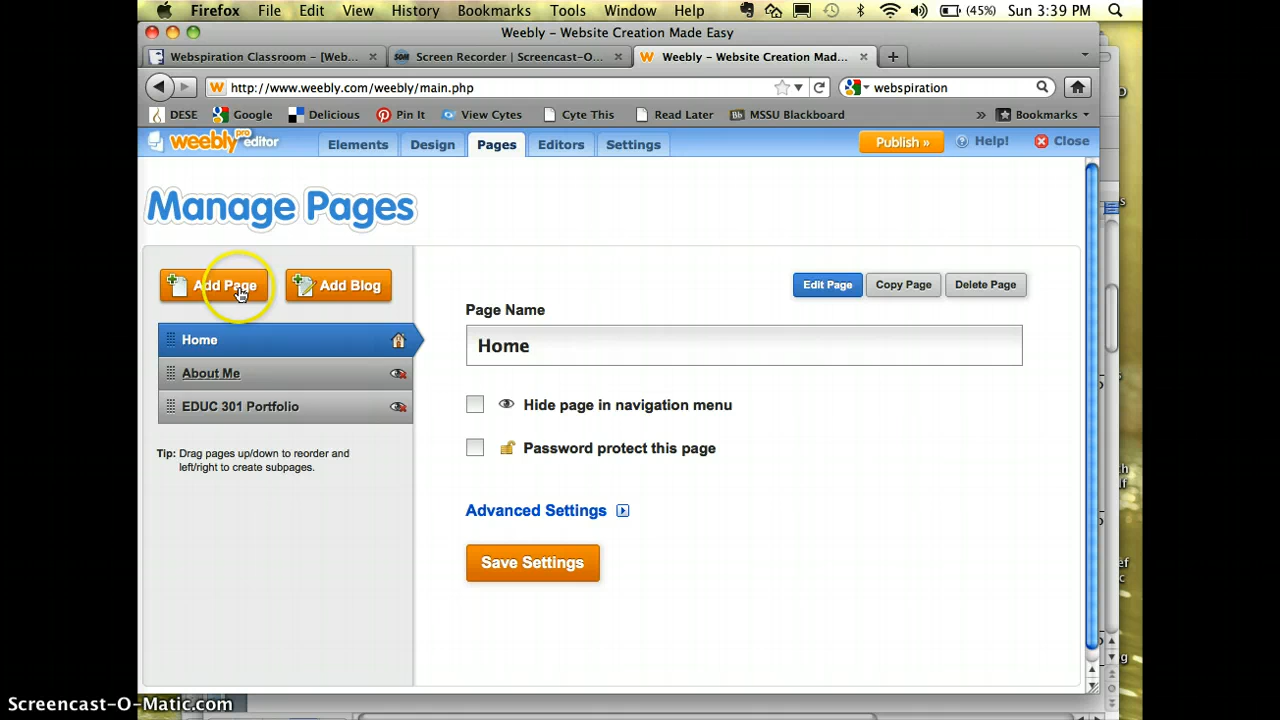 Firefox File Edit View History Bookmarks Tools Window Help (45%) Sun 3:39 PM
Weebly – Website Creation Made Easy
Webspiration Classroom – [Web... Screen Recorder | Screencast-O... Weebly – Website Creation Mad...
http://www.weebly.com/weebly/main.php webspiration
DESE Google Delicious Pin It View Cytes Cyte This Read Later MSSU Blackboard » Bookmarks
weebly pro editor Elements Design Pages Editors Settings Publish » Help! Close
Manage Pages
Add Page Add Blog Edit Page Copy Page Delete Page
Page Name
Home
Home
About Me
EDUC 301 Portfolio
Hide page in navigation menu
Password protect this page
Tip: Drag pages up/down to reorder and
left/right to create subpages.
Advanced Settings
Save Settings
Screencast-O-Matic.com